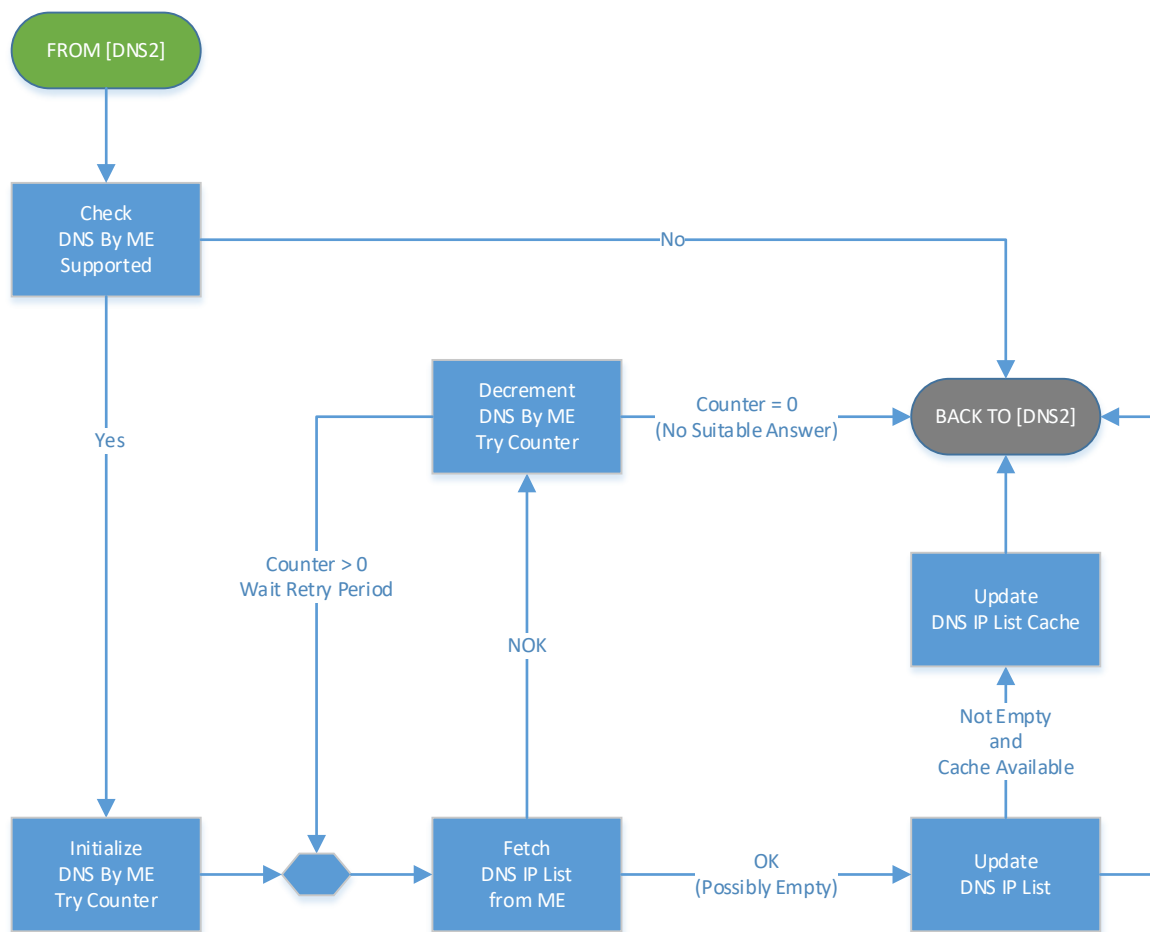 FROM [DNS2]
Check
DNS By ME
Supported
No
Decrement
DNS By ME
Try Counter
Counter = 0
(No Suitable Answer)
BACK TO [DNS2]
Yes
Counter > 0
Wait Retry Period
NOK
Update
DNS IP List Cache
Not Empty
and
Cache Available
Initialize
DNS By ME
Try Counter
Fetch
DNS IP List
from ME
OK
(Possibly Empty)
Update
DNS IP List